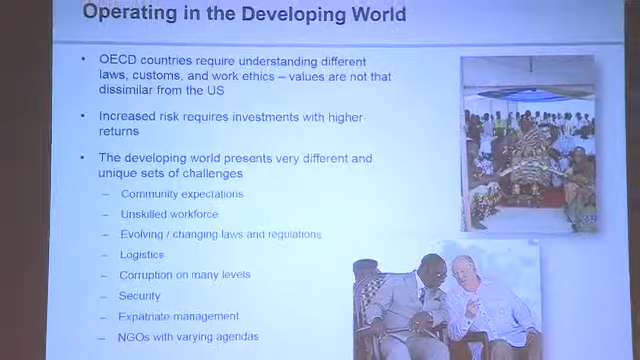 Operating in the Developing World
• OECD countries require understanding different
laws, customs, and work ethics – values are not that
dissimilar from the US
• Increased risk requires investments with higher
returns
• The developing world presents very different and
unique sets of challenges
– Community expectations
– Unskilled workforce
– Evolving / changing laws and regulations
– Logistics
– Corruption on many levels
– Security
– Expatriate management
– NGOs with varying agendas